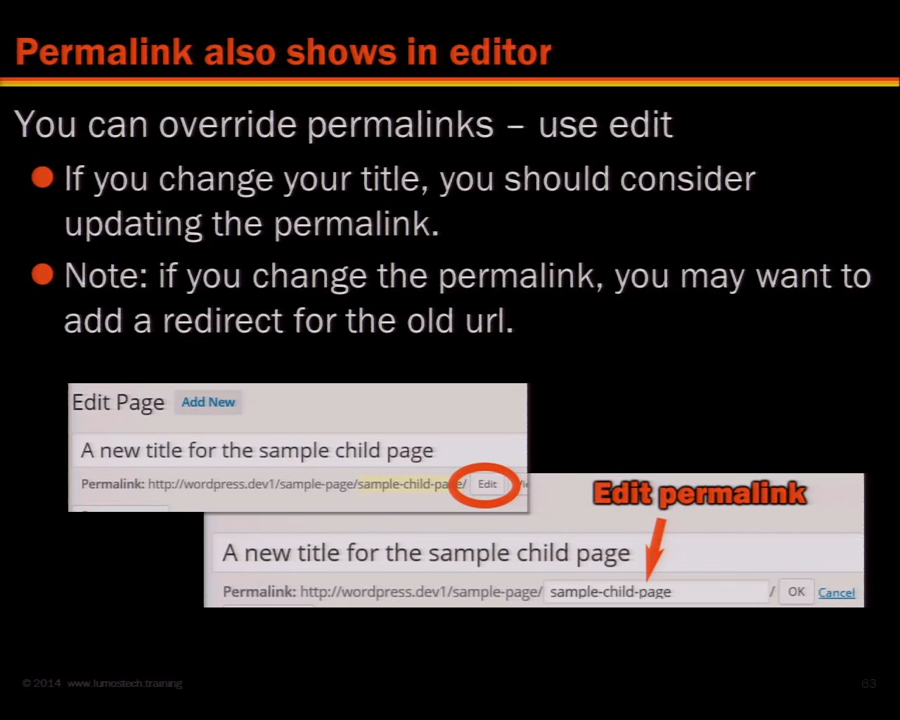 Permalink also shows in editor
You can override permalinks – use edit
If you change your title, you should consider
updating the permalink.
Note: if you change the permalink, you may want to
add a redirect for the old url.
Edit Page Add New
A new title for the sample child page
Permalink: http://wordpress.dev1/sample-page/sample-child-page/ Edit
Edit permalink
A new title for the sample child page
Permalink: http://wordpress.dev1/sample-page/ sample-child-page / OK Cancel
© 2014 www.lumostech.training
63